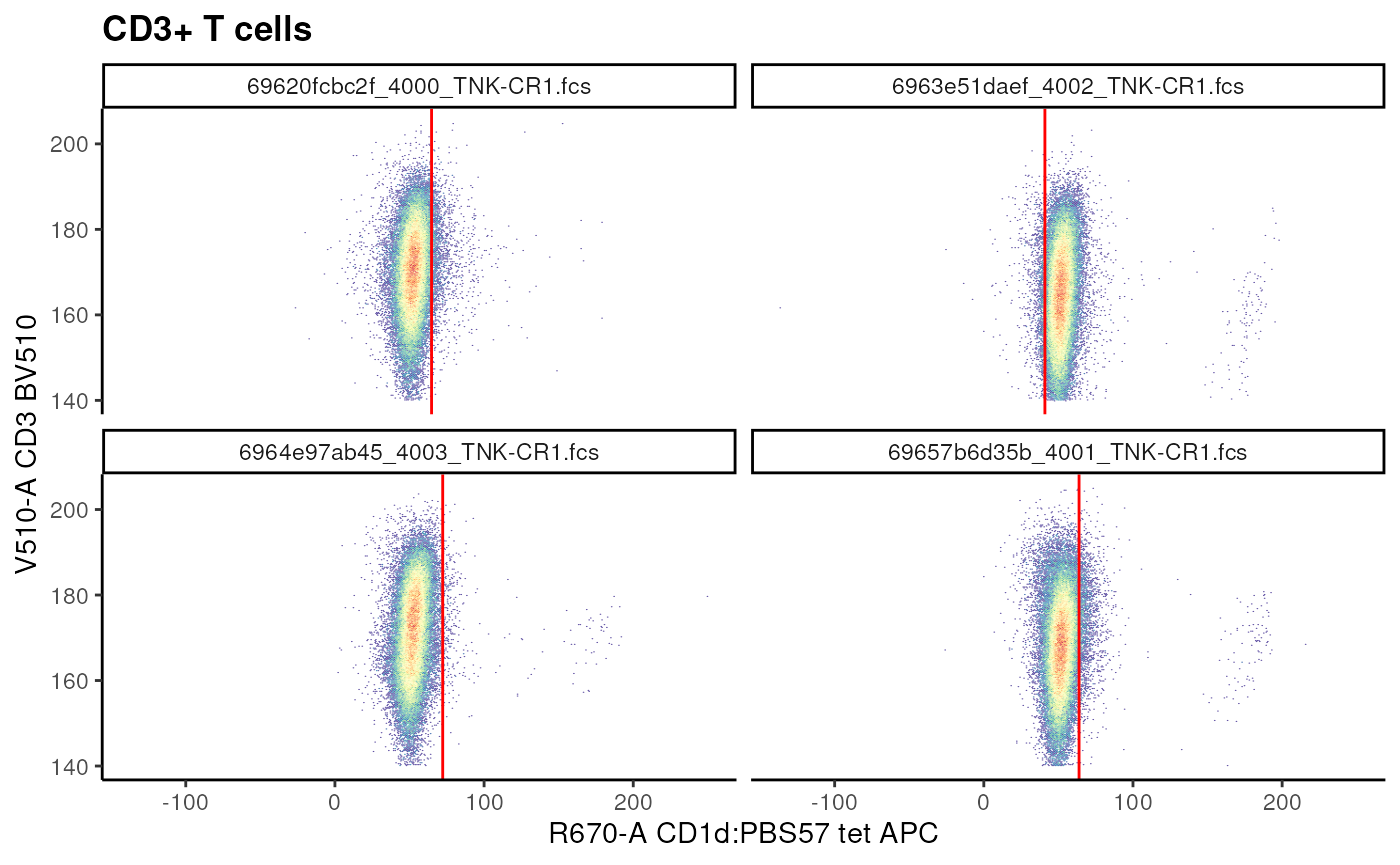 CD3+ T cells
69620fcbc2f_4000_TNK-CR1.fcs
6963e51daef_4002_TNK-CR1.fcs
200
180
160
140
6964e97ab45_4003_TNK-CR1.fcs
69657b6d35b_4001_TNK-CR1.fcs
200
180
160
140
V510-A CD3 BV510
-100
0
100
200
-100
0
100
200
R670-A CD1d:PBS57 tet APC